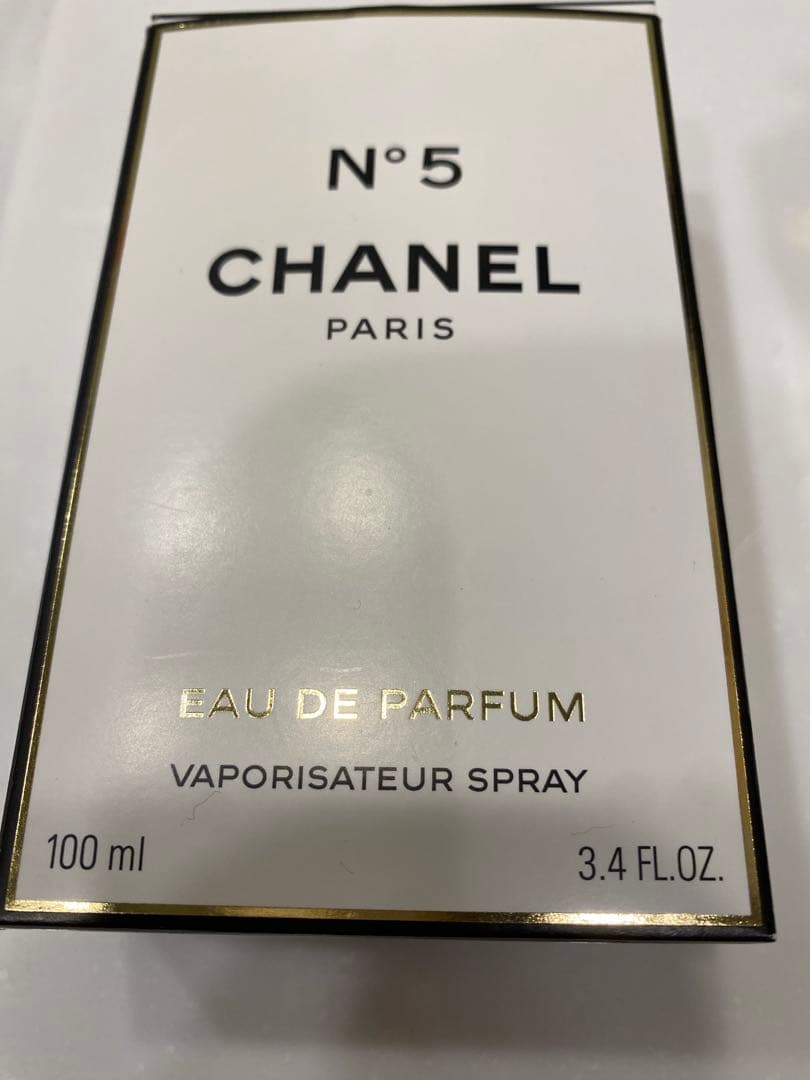 N°5
CHANEL
PARIS
EAU DE PARFUM
VAPORISATEUR SPRAY
100 ml
3.4 FL.OZ.